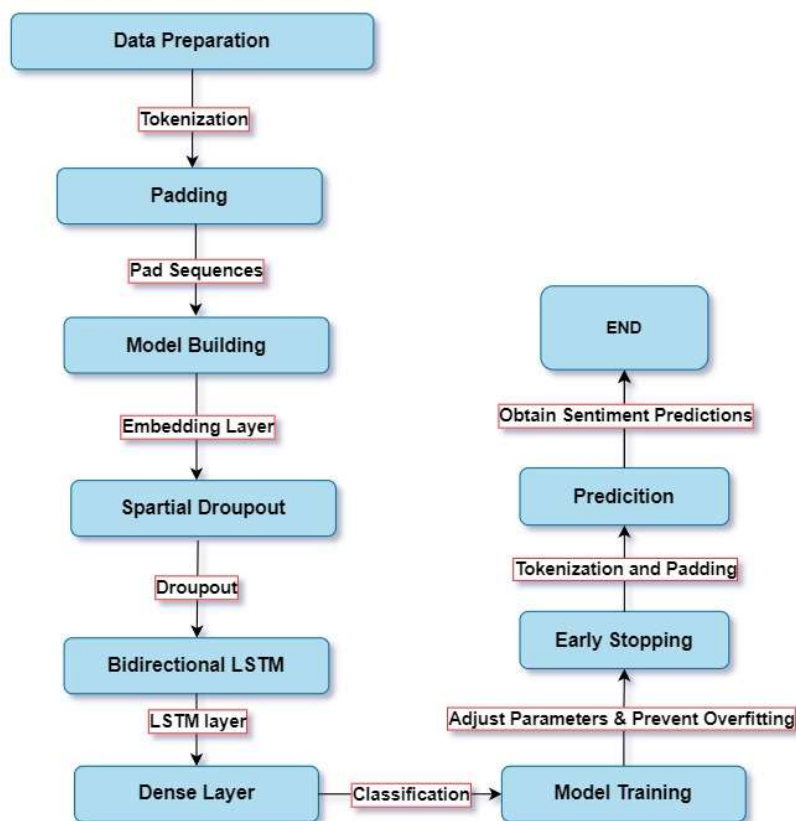 Data Preparation
Tokenization
Padding
Pad Sequences
Model Building
Embedding Layer
Spartial Droupout
Droupout
Bidirectional LSTM
LSTM layer
Dense Layer
Classification
Model Training
Adjust Parameters & Prevent Overfitting
Early Stopping
Tokenization and Padding
Predicition
Obtain Sentiment Predictions
END